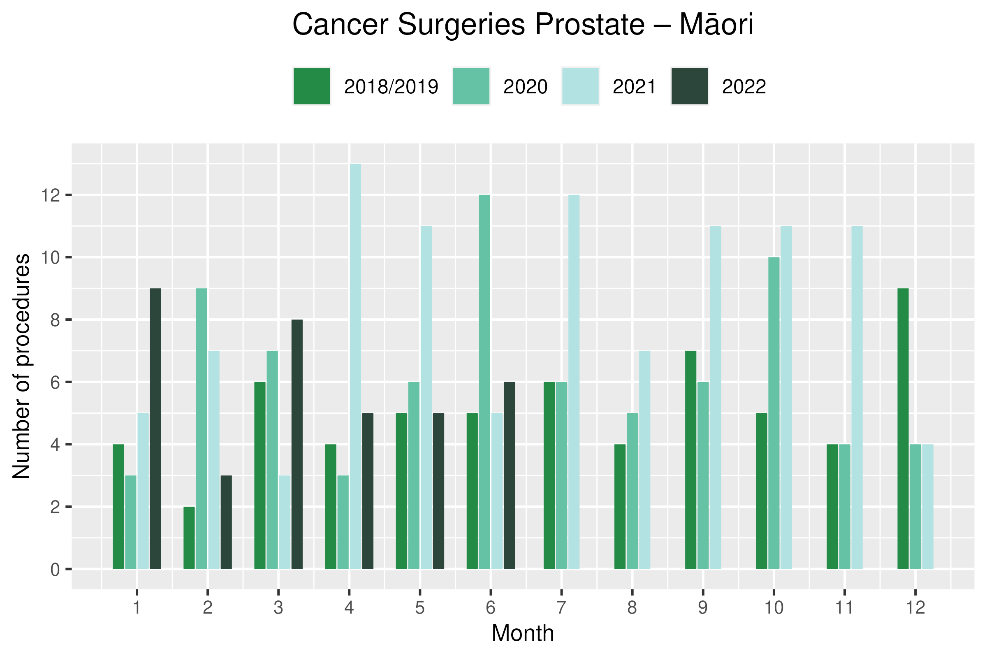 Cancer Surgeries Prostate – Māori
2018/2019 2020 2021 2022
Number of procedures
12
10
8
6
4
2
0
1 2 3 4 5 6 7 8 9 10 11 12
Month